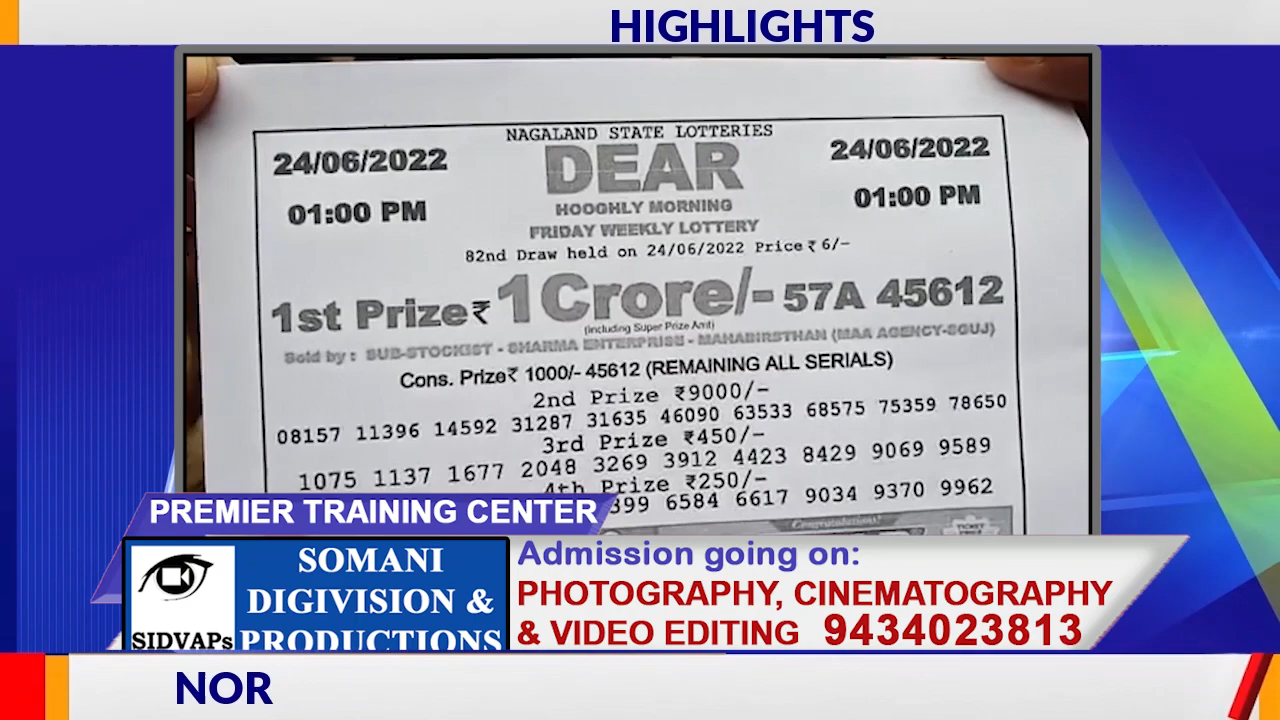 HIGHLIGHTS
NAGALAND STATE LOTTERIES
24/06/2022 DEAR 24/06/2022
01:00 PM HOOGHLY MORNING 01:00 PM
FRIDAY WEEKLY LOTTERY
82nd Draw held on 24/06/2022 Price ₹ 6/-
1st Prize ₹ 1 Crore/- 57A 45612
(Including Super Prize Amt)
Sold by : SUB-STOCKIST - SHARMA ENTERPRISE - MAHABIRSTHAN (MAA AGENCY-SGUJ)
Cons. Prize ₹ 1000/- 45612 (REMAINING ALL SERIALS)
2nd Prize ₹9000/-
08157 11396 14592 31287 31635 46090 63533 68575 75359 78650
3rd Prize ₹450/-
1075 1137 1677 2048 3269 3912 4423 8429 9069 9589
4th Prize ₹250/-
6584 6617 9034 9370 9962
Congratulations!
PREMIER TRAINING CENTER
SIDVAPs
SOMANI
DIGIVISION &
PRODUCTIONS
Admission going on:
PHOTOGRAPHY, CINEMATOGRAPHY
& VIDEO EDITING 9434023813
NOR